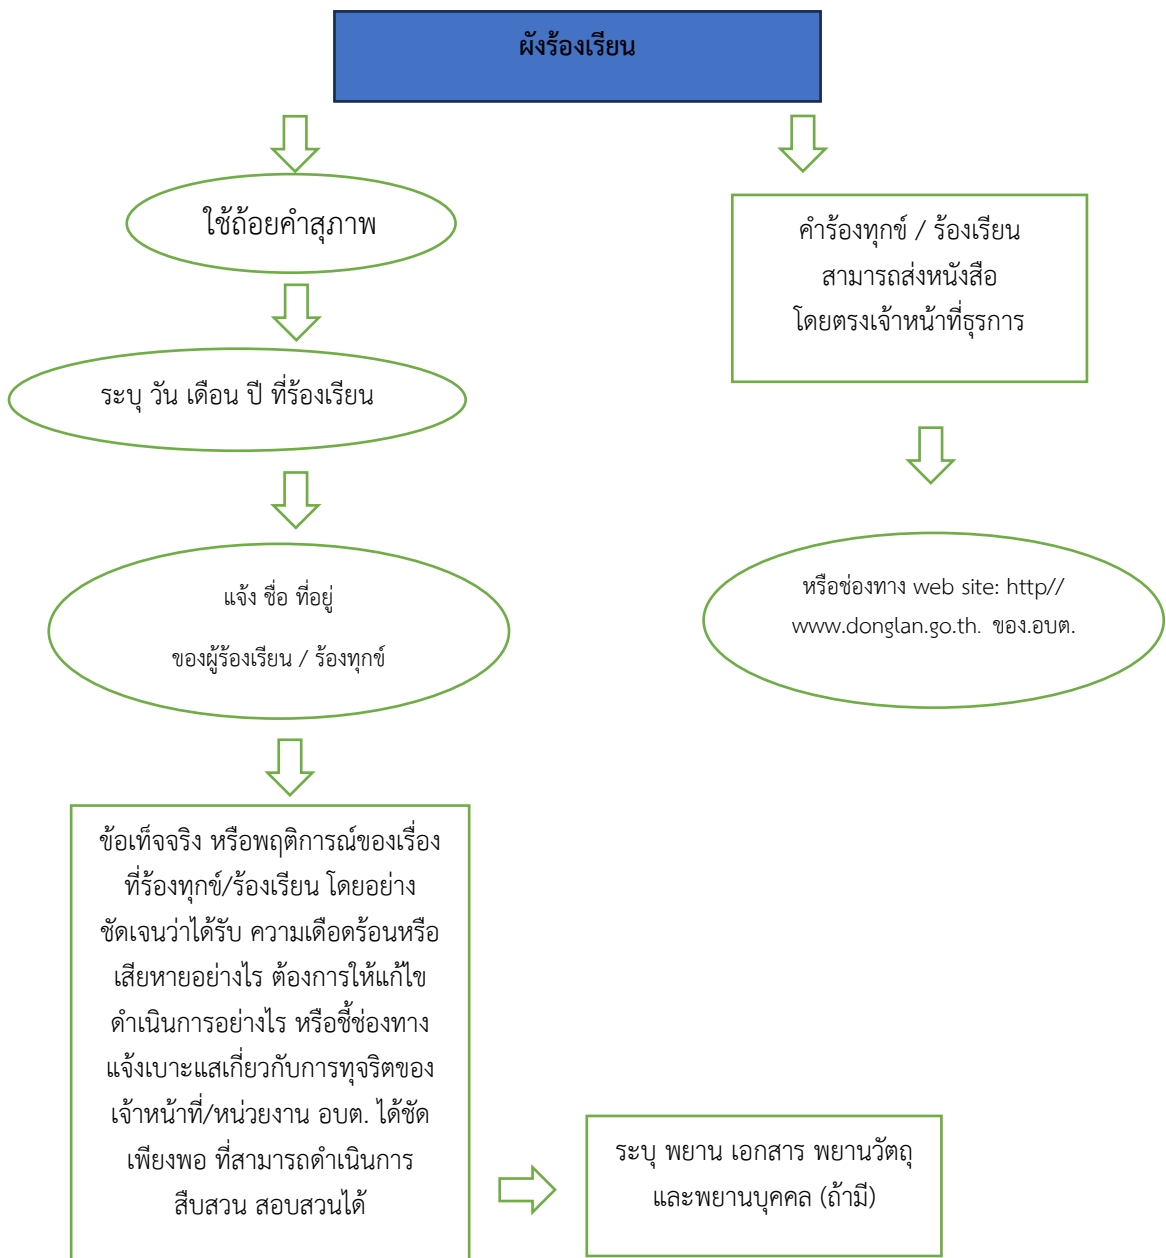 ผังร้องเรียน
ใช้ถ้อยคำสุภาพ
ระบุ วัน เดือน ปี ที่ร้องเรียน
แจ้ง ชื่อ ที่อยู่
ของผู้ร้องเรียน / ร้องทุกข์
ข้อเท็จจริง หรือพฤติการณ์ของเรื่อง
ที่ร้องทุกข์/ร้องเรียน โดยอย่าง
ชัดเจนว่าได้รับ ความเดือดร้อนหรือ
เสียหายอย่างไร ต้องการให้แก้ไข
ดำเนินการอย่างไร หรือชี้ช่องทาง
แจ้งเบาะแสเกี่ยวกับการทุจริตของ
เจ้าหน้าที่/หน่วยงาน อบต. ได้ชัด
เพียงพอ ที่สามารถดำเนินการ
สืบสวน สอบสวนได้
ระบุ พยาน เอกสาร พยานวัตถุ
และพยานบุคคล (ถ้ามี)
คำร้องทุกข์ / ร้องเรียน
สามารถส่งหนังสือ
โดยตรงเจ้าหน้าที่ธุรการ
หรือช่องทาง web site: http//
www.donglan.go.th. ของ.อบต.